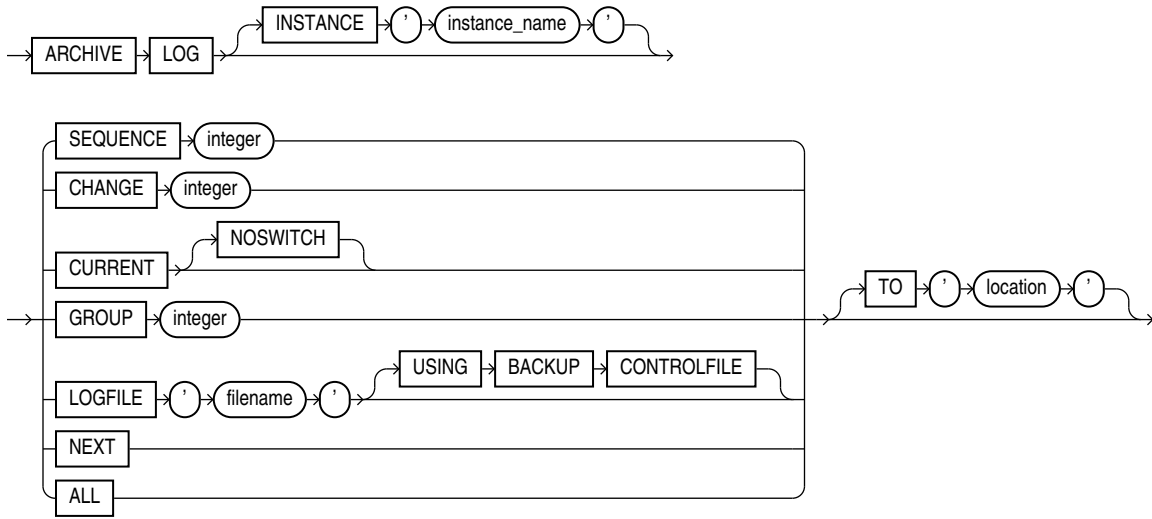 INSTANCE ' instance_name '
ARCHIVE LOG
SEQUENCE integer
CHANGE integer
NOSWITCH
CURRENT
TO ' location '
GROUP integer
USING BACKUP CONTROLFILE
LOGFILE ' filename '
NEXT
ALL